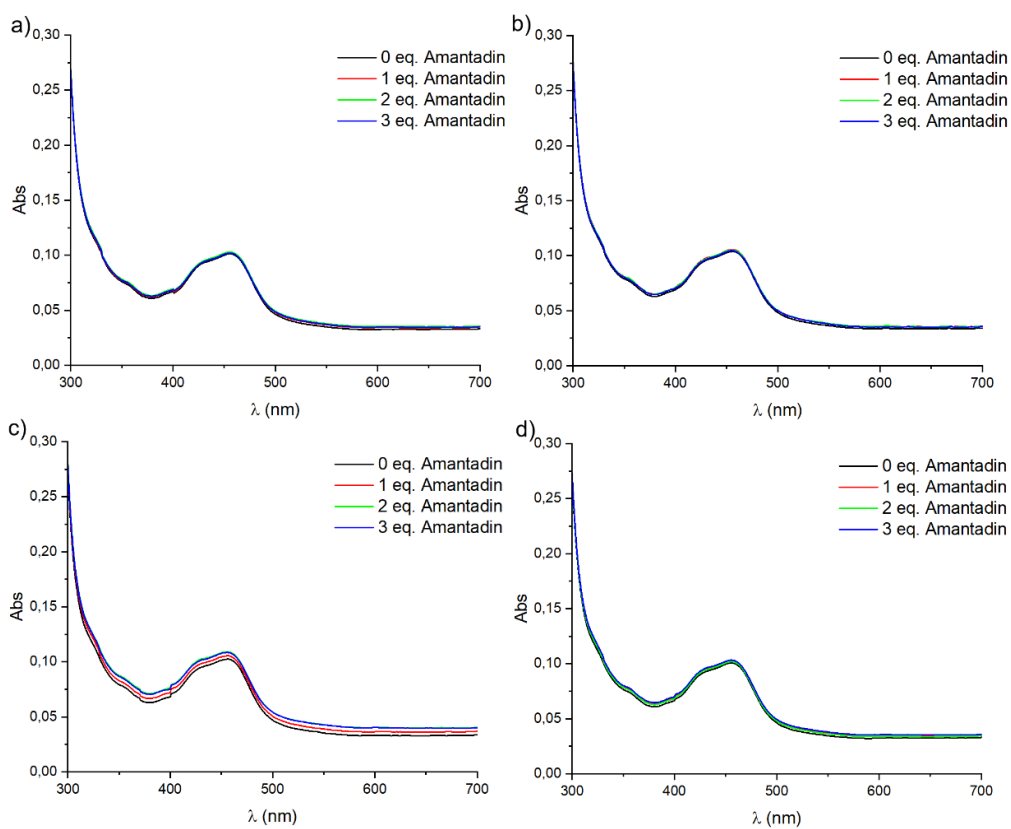 a)
0,30
0,25
0,20
0,15
0,10
0,05
0,00
Abs
300 400 500 600 700
λ (nm)
0 eq. Amantadin
1 eq. Amantadin
2 eq. Amantadin
3 eq. Amantadin
b)
0,30
0,25
0,20
0,15
0,10
0,05
0,00
Abs
300 400 500 600 700
λ (nm)
0 eq. Amantadin
1 eq. Amantadin
2 eq. Amantadin
3 eq. Amantadin
c)
0,30
0,25
0,20
0,15
0,10
0,05
0,00
Abs
300 400 500 600 700
λ (nm)
0 eq. Amantadin
1 eq. Amantadin
2 eq. Amantadin
3 eq. Amantadin
d)
0,30
0,25
0,20
0,15
0,10
0,05
0,00
Abs
300 400 500 600 700
λ (nm)
0 eq. Amantadin
1 eq. Amantadin
2 eq. Amantadin
3 eq. Amantadin